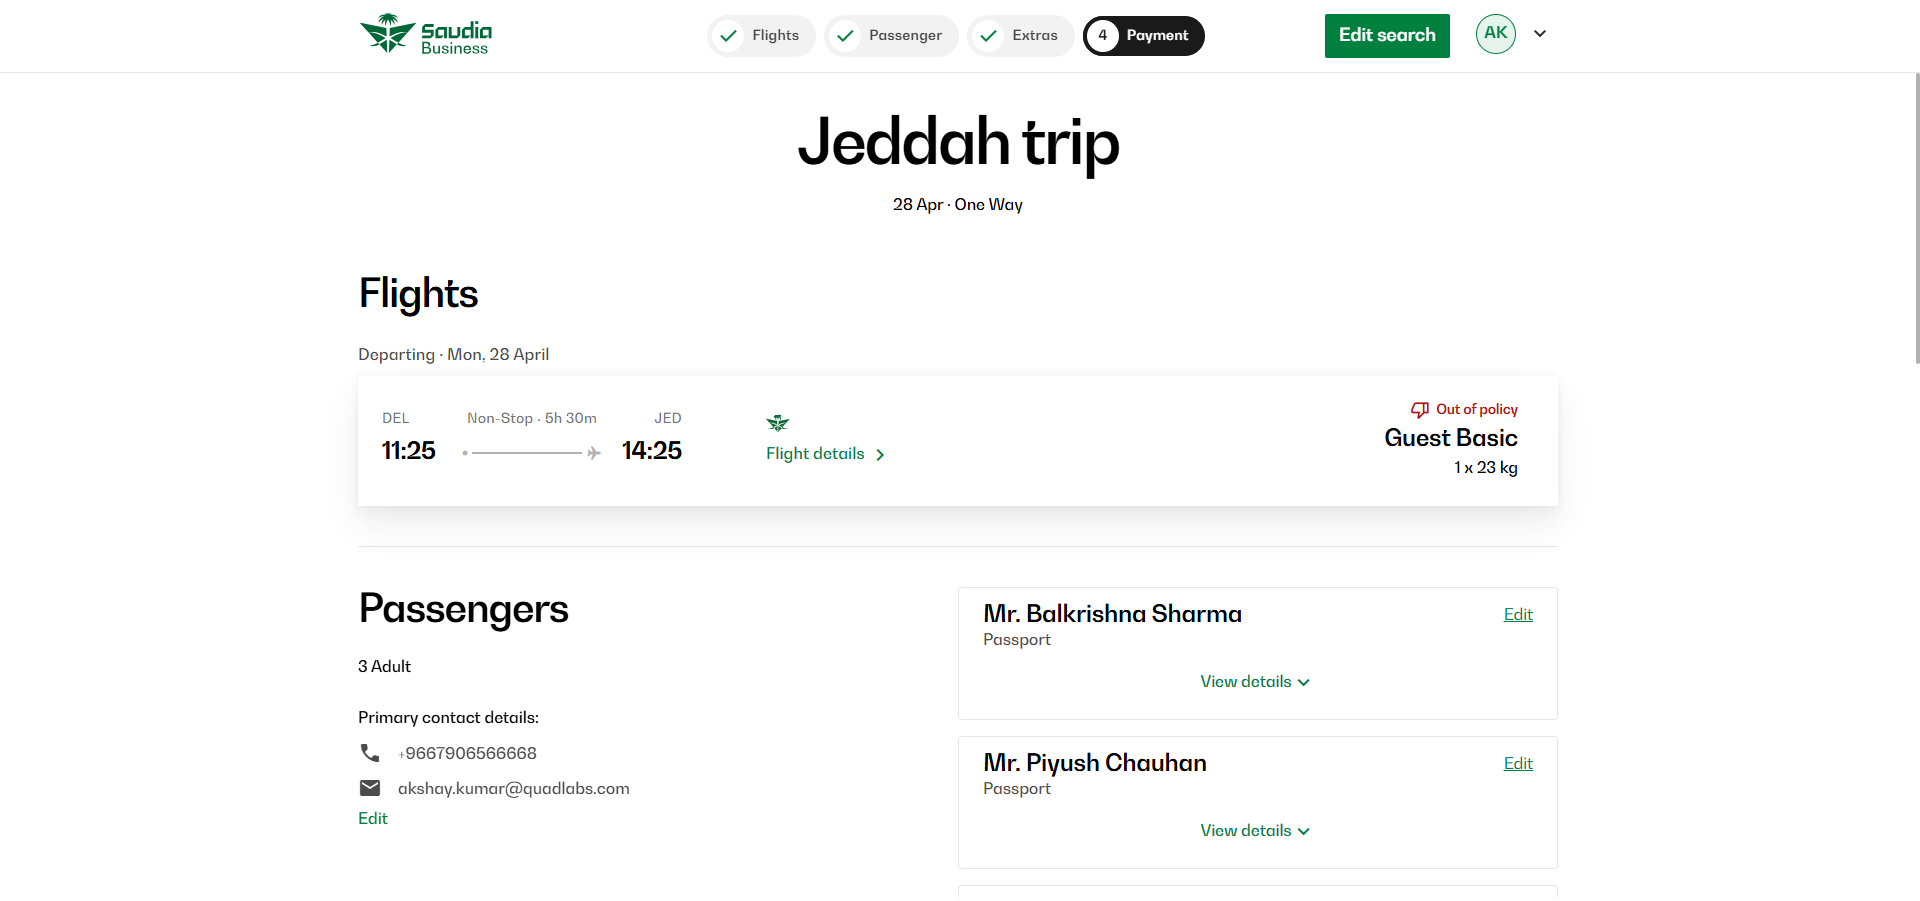 Saudia
Business
Flights
Passenger
Extras
4 Payment
Edit search
AK
Jeddah trip
28 Apr · One Way
Flights
Departing · Mon, 28 April
DEL Non-Stop · 5h 30m JED
11:25 14:25
Flight details
Out of policy
Guest Basic
1 x 23 kg
Passengers
3 Adult
Primary contact details:
+9667906566668
akshay.kumar@quadlabs.com
Edit
Mr. Balkrishna Sharma Edit
Passport
View details
Mr. Piyush Chauhan Edit
Passport
View details